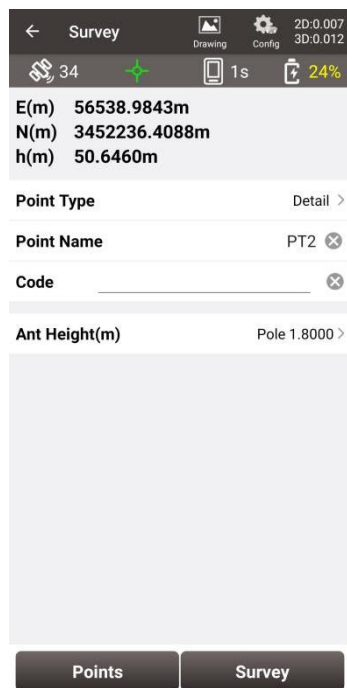 ← Survey
Drawing
Config
2D:0.007
3D:0.012
34
1s
24%
E(m) 56538.9843m
N(m) 3452236.4088m
h(m) 50.6460m
Point Type Detail >
Point Name PT2
Code
Ant Height(m) Pole 1.8000 >
Points Survey